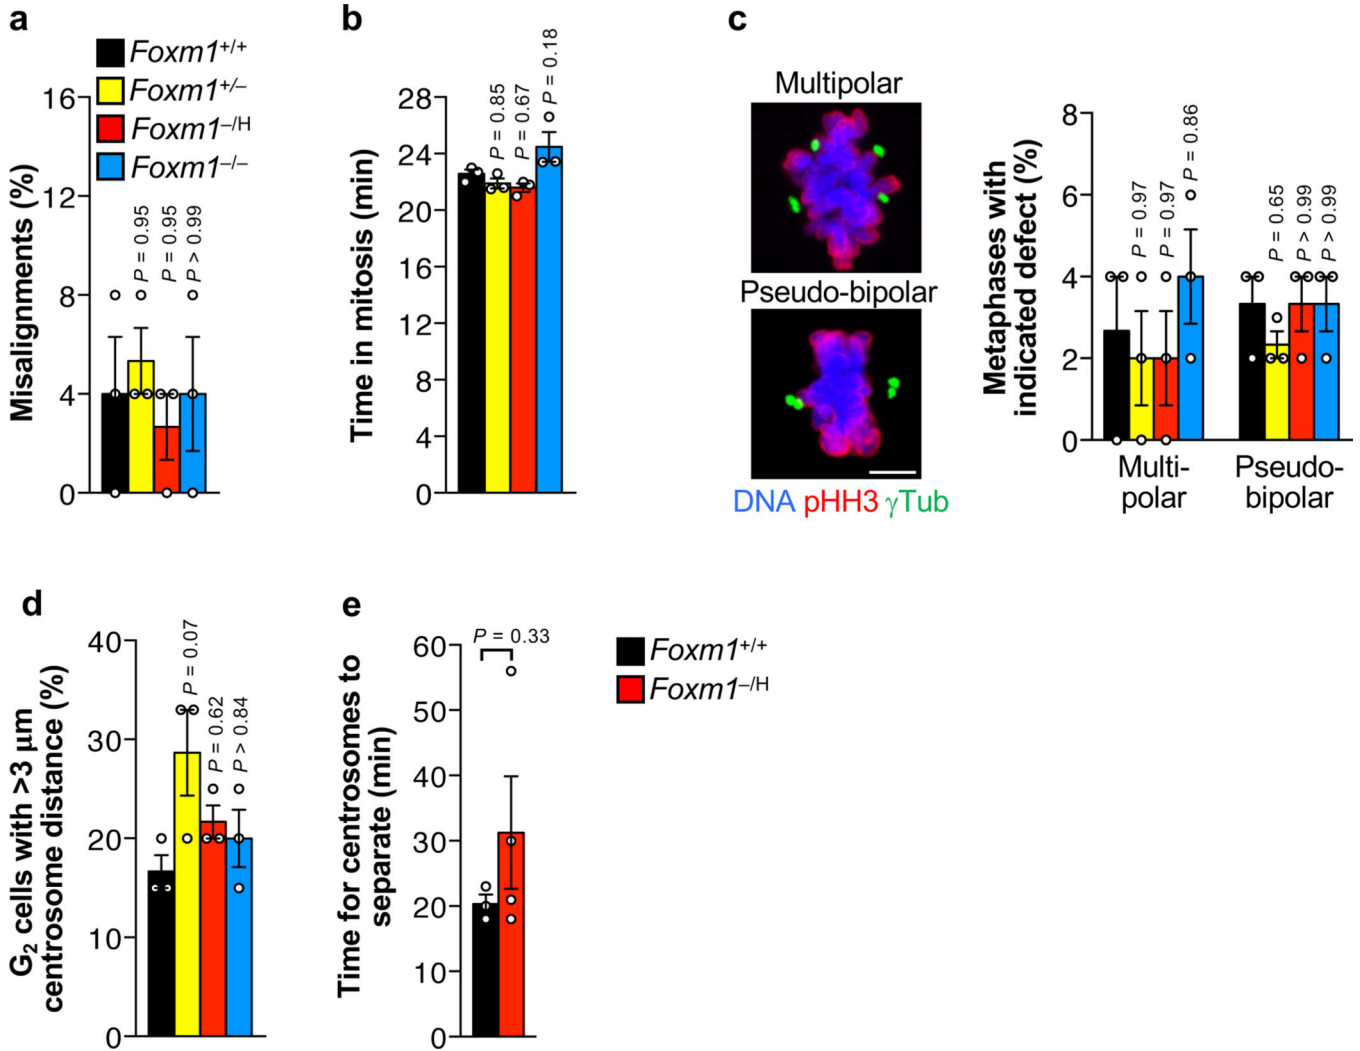 a
Foxm1+/+
Foxm1+/–
Foxm1–/H
Foxm1–/–
Misalignments (%)
16
12
8
4
0
P = 0.95
P = 0.95
P > 0.99
b
Time in mitosis (min)
28
24
20
16
12
8
4
0
P = 0.85
P = 0.67
P = 0.18
c
Multipolar
Pseudo-bipolar
DNA pHH3 γTub
Metaphases with
indicated defect (%)
8
6
4
2
0
P = 0.97
P = 0.97
P = 0.86
P = 0.65
P > 0.99
P > 0.99
Multi-
polar
Pseudo-
bipolar
d
G2 cells with >3 μm
centrosome distance (%)
40
30
20
10
0
P = 0.07
P = 0.62
P > 0.84
e
Time for centrosomes to
separate (min)
60
50
40
30
20
10
0
P = 0.33
Foxm1+/+
Foxm1–/H